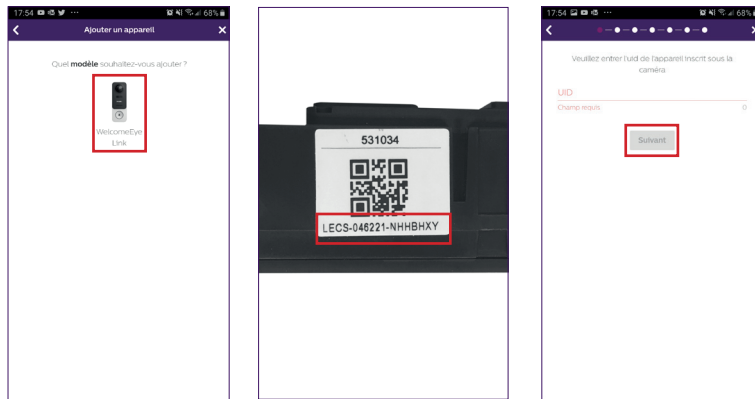 17:54 68%
Ajouter un appareil
Quel modèle souhaitez-vous ajouter ?
WelcomeEye
Link
531034
LECS-046221-NHHBHXY
17:54 68%
Veuillez entrer l'uid de l'appareil inscrit sous la
caméra
UID
Champ requis 0
Suivant